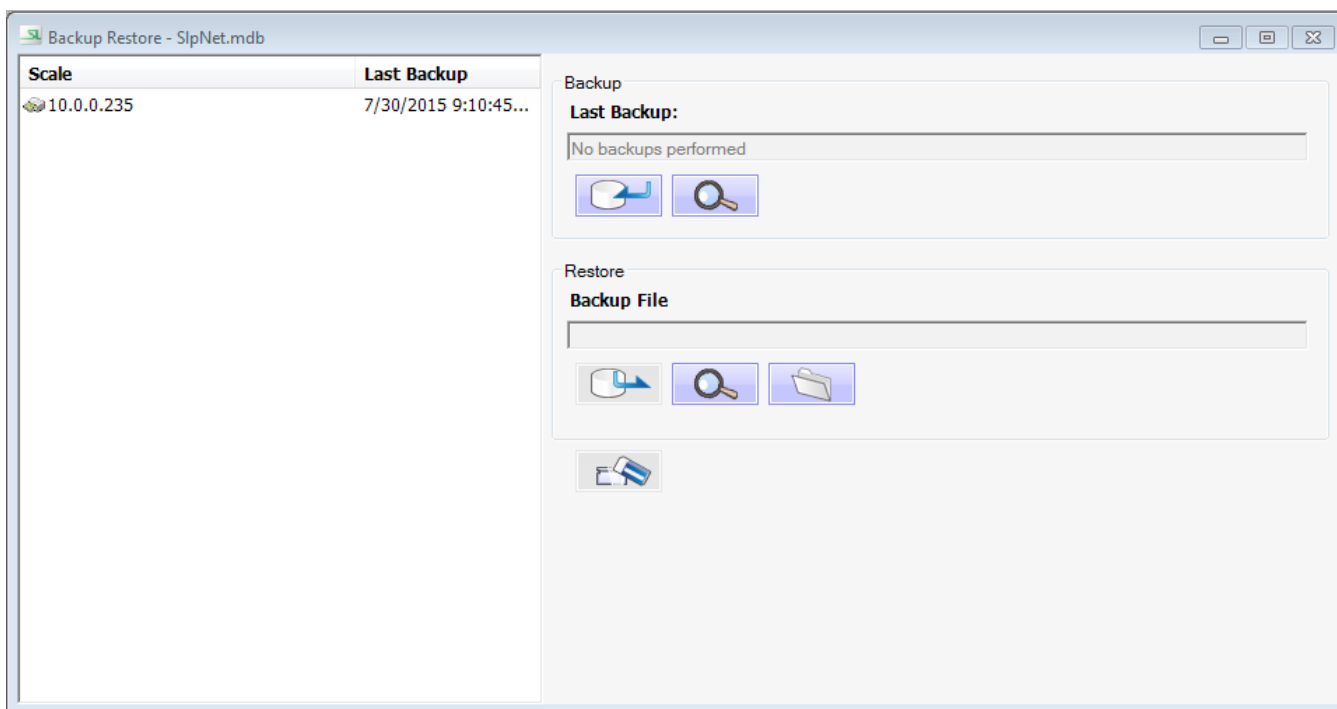 Backup Restore - SlpNet.mdb
Scale Last Backup
10.0.0.235 7/30/2015 9:10:45...
Backup
Last Backup:
No backups performed
Restore
Backup File